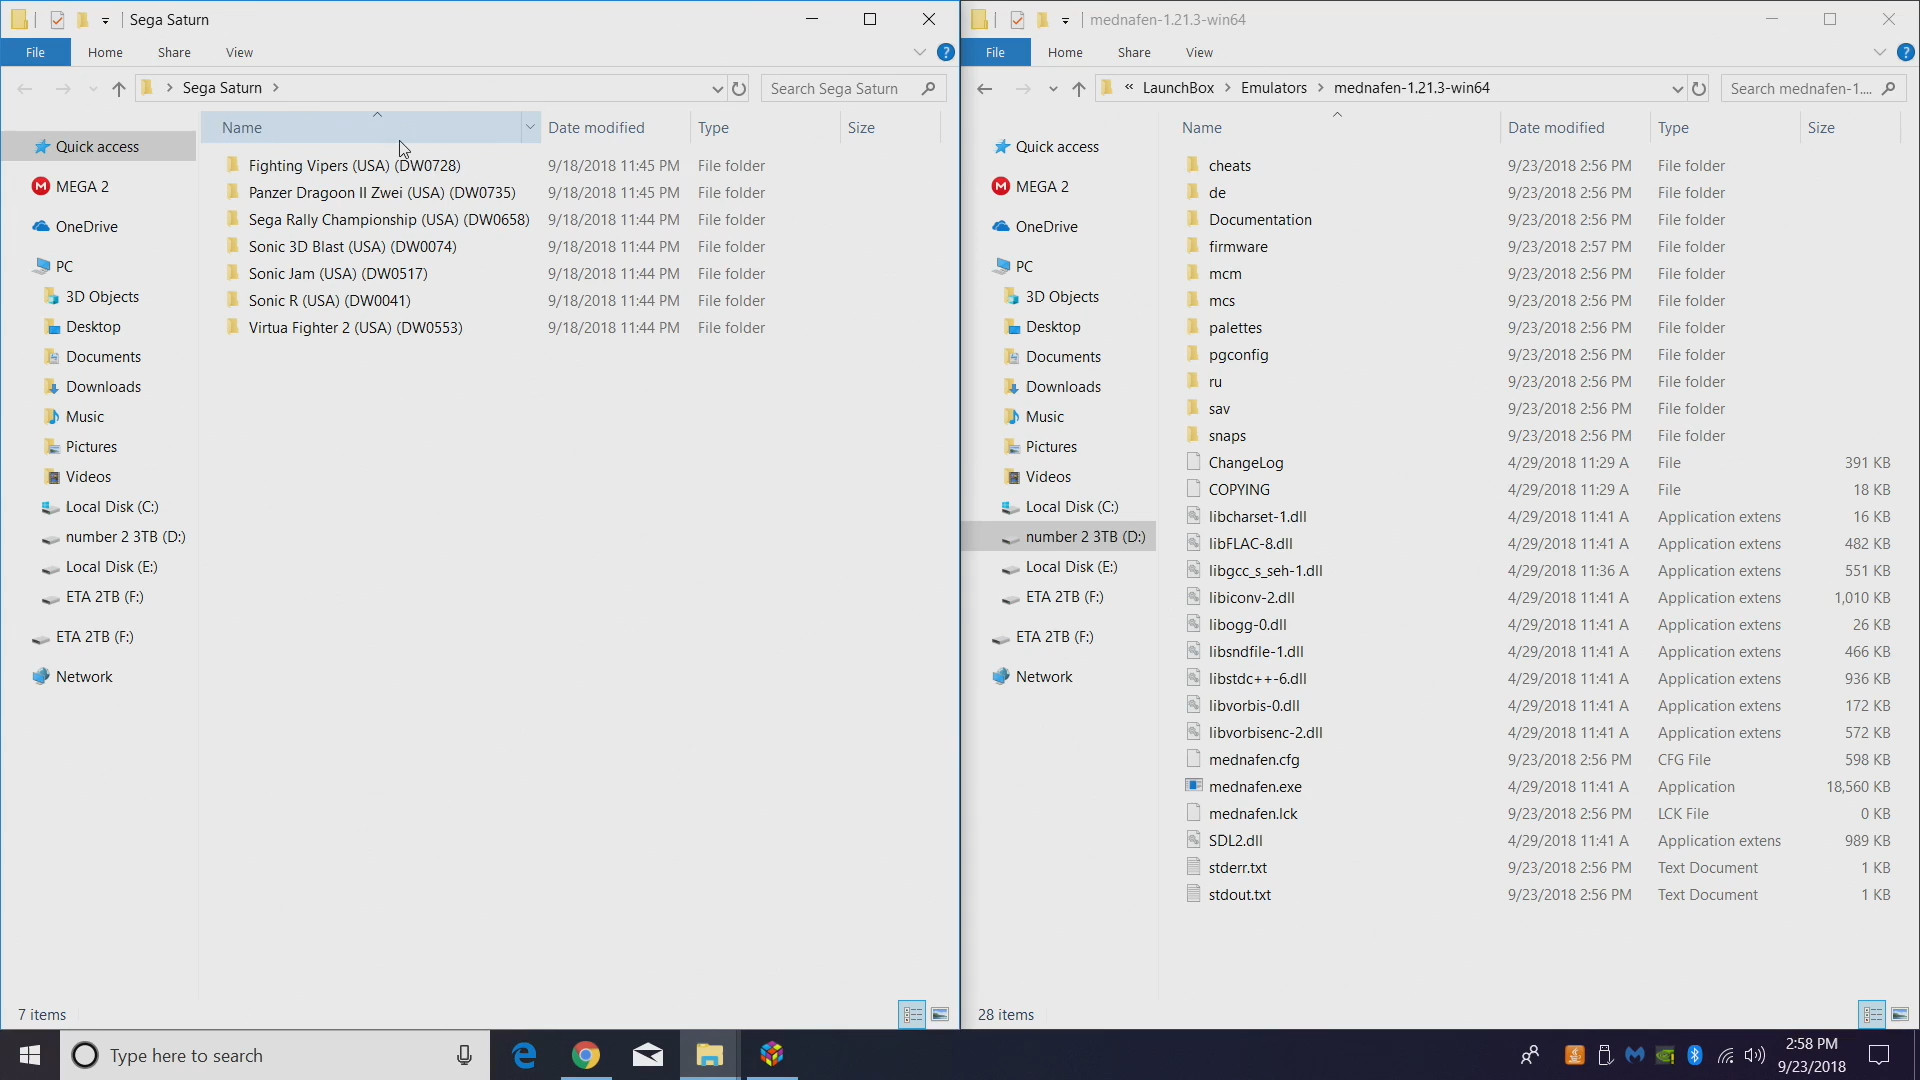 Sega Saturn
File Home Share View
Sega Saturn
Search Sega Saturn
Name Date modified Type Size
Quick access
MEGA 2
OneDrive
PC
3D Objects
Desktop
Documents
Downloads
Music
Pictures
Videos
Local Disk (C:)
number 2 3TB (D:)
Local Disk (E:)
ETA 2TB (F:)
ETA 2TB (F:)
Network
Fighting Vipers (USA) (DW0728) 9/18/2018 11:45 PM File folder
Panzer Dragoon II Zwei (USA) (DW0735) 9/18/2018 11:45 PM File folder
Sega Rally Championship (USA) (DW0658) 9/18/2018 11:44 PM File folder
Sonic 3D Blast (USA) (DW0074) 9/18/2018 11:44 PM File folder
Sonic Jam (USA) (DW0517) 9/18/2018 11:44 PM File folder
Sonic R (USA) (DW0041) 9/18/2018 11:44 PM File folder
Virtua Fighter 2 (USA) (DW0553) 9/18/2018 11:44 PM File folder
7 items
mednafen-1.21.3-win64
File Home Share View
« LaunchBox Emulators mednafen-1.21.3-win64
Search mednafen-1....
Name Date modified Type Size
Quick access
MEGA 2
OneDrive
PC
3D Objects
Desktop
Documents
Downloads
Music
Pictures
Videos
Local Disk (C:)
number 2 3TB (D:)
Local Disk (E:)
ETA 2TB (F:)
ETA 2TB (F:)
Network
cheats 9/23/2018 2:56 PM File folder
de 9/23/2018 2:56 PM File folder
Documentation 9/23/2018 2:56 PM File folder
firmware 9/23/2018 2:57 PM File folder
mcm 9/23/2018 2:56 PM File folder
mcs 9/23/2018 2:56 PM File folder
palettes 9/23/2018 2:56 PM File folder
pgconfig 9/23/2018 2:56 PM File folder
ru 9/23/2018 2:56 PM File folder
sav 9/23/2018 2:56 PM File folder
snaps 9/23/2018 2:56 PM File folder
ChangeLog 4/29/2018 11:29 A File 391 KB
COPYING 4/29/2018 11:29 A File 18 KB
libcharset-1.dll 4/29/2018 11:41 A Application extens 16 KB
libFLAC-8.dll 4/29/2018 11:41 A Application extens 482 KB
libgcc_s_seh-1.dll 4/29/2018 11:36 A Application extens 551 KB
libiconv-2.dll 4/29/2018 11:41 A Application extens 1,010 KB
libogg-0.dll 4/29/2018 11:41 A Application extens 26 KB
libsndfile-1.dll 4/29/2018 11:41 A Application extens 466 KB
libstdc++-6.dll 4/29/2018 11:41 A Application extens 936 KB
libvorbis-0.dll 4/29/2018 11:41 A Application extens 172 KB
libvorbisenc-2.dll 4/29/2018 11:41 A Application extens 572 KB
mednafen.cfg 9/23/2018 2:56 PM CFG File 598 KB
mednafen.exe 4/29/2018 11:41 A Application 18,560 KB
mednafen.lck 9/23/2018 2:56 PM LCK File 0 KB
SDL2.dll 4/29/2018 11:41 A Application extens 989 KB
stderr.txt 9/23/2018 2:56 PM Text Document 1 KB
stdout.txt 9/23/2018 2:56 PM Text Document 1 KB
28 items
Type here to search
2:58 PM
9/23/2018